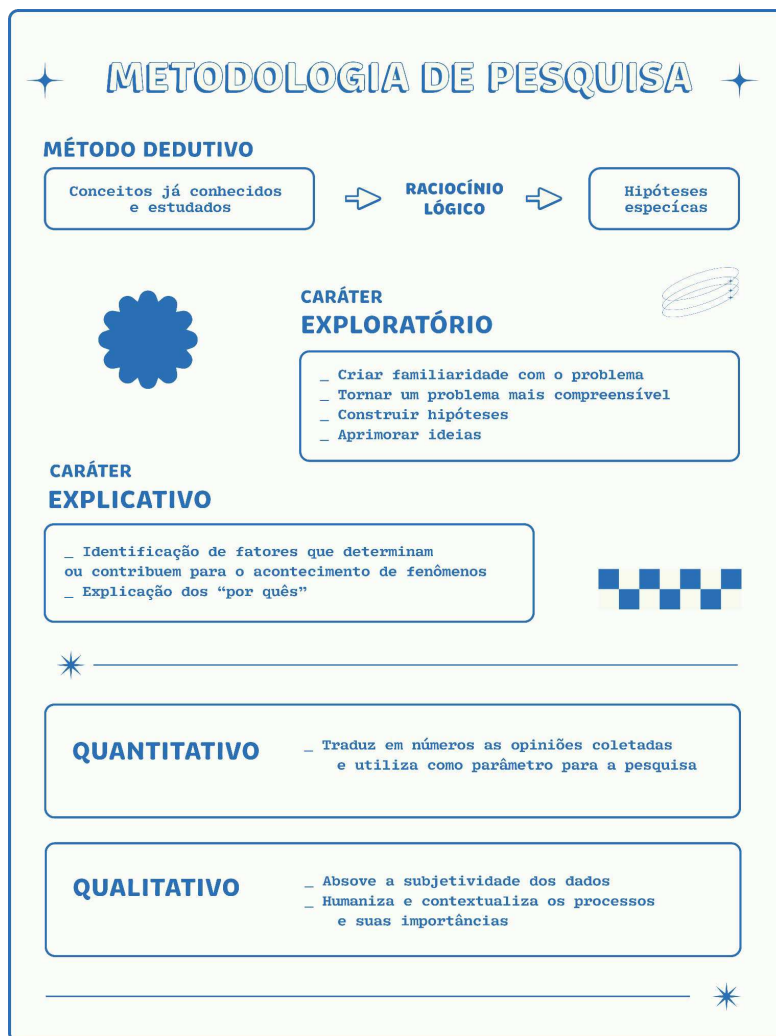 METODOLOGIA DE PESQUISA
MÉTODO DEDUTIVO
Conceitos já conhecidos
e estudados
RACIOCÍNIO
LÓGICO
Hipóteses
especícas
CARÁTER
EXPLORATÓRIO
_ Criar familiaridade com o problema
_ Tornar um problema mais compreensível
_ Construir hipóteses
_ Aprimorar ideias
CARÁTER
EXPLICATIVO
_ Identificação de fatores que determinam
ou contribuem para o acontecimento de fenômenos
_ Explicação dos “por quês”
QUANTITATIVO
_ Traduz em números as opiniões coletadas
e utiliza como parâmetro para a pesquisa
QUALITATIVO
_ Absove a subjetividade dos dados
_ Humaniza e contextualiza os processos
e suas importâncias